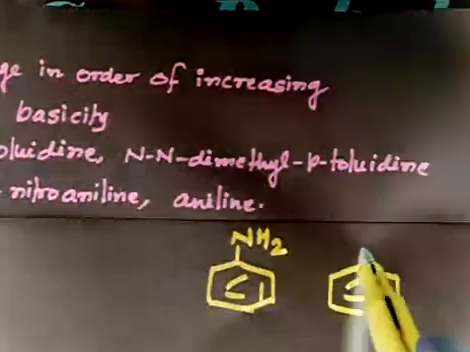 ge in order of increasing
basicity
oluidine, N-N-dimethyl-p-toluidine
nitroaniline, aniline.
NH2